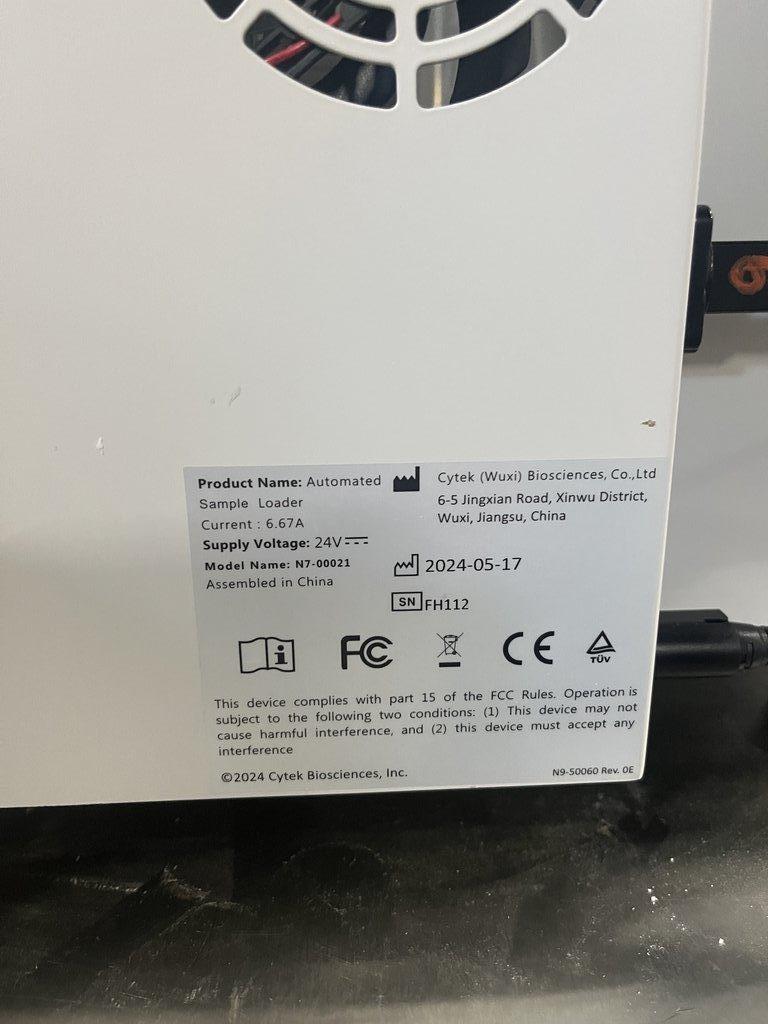 Product Name: Automated
Sample Loader
Current : 6.67A
Supply Voltage: 24V
Model Name: N7-00021
Assembled in China
Cytek (Wuxi) Biosciences, Co.,Ltd
6-5 Jingxian Road, Xinwu District,
Wuxi, Jiangsu, China
2024-05-17
SN FH112
i FC CE TÜV
This device complies with part 15 of the FCC Rules. Operation is
subject to the following two conditions: (1) This device may not
cause harmful interference, and (2) this device must accept any
interference
©2024 Cytek Biosciences, Inc.
N9-50060 Rev. 0E